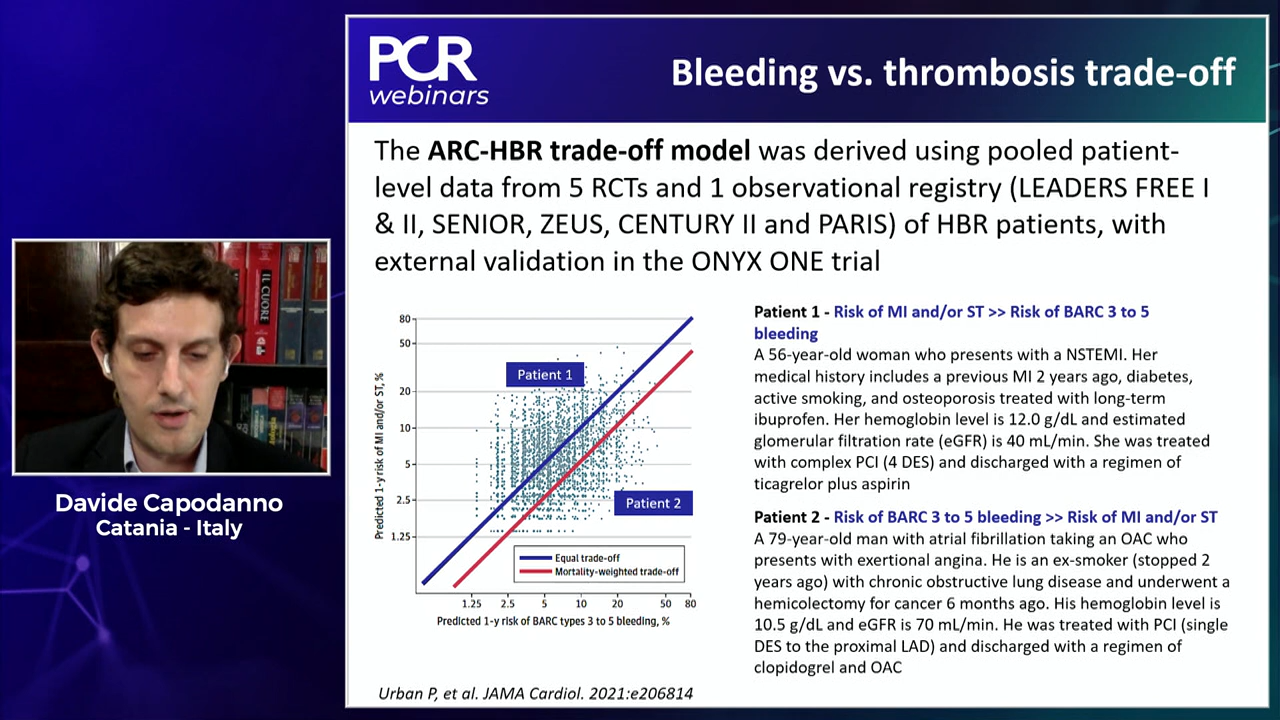 PCR
webinars
Bleeding vs. thrombosis trade-off
The ARC-HBR trade-off model was derived using pooled patient-
level data from 5 RCTs and 1 observational registry (LEADERS FREE I
& II, SENIOR, ZEUS, CENTURY II and PARIS) of HBR patients, with
external validation in the ONYX ONE trial
IL CUORE
Davide Capodanno
Catania - Italy
Predicted 1-y risk of MI and/or ST, %
80
50
20
10
5
2.5
1.25
Patient 1
Patient 2
Equal trade-off
Mortality-weighted trade-off
1.25 2.5 5 10 20 50 80
Predicted 1-y risk of BARC types 3 to 5 bleeding, %
Patient 1 - Risk of MI and/or ST >> Risk of BARC 3 to 5
bleeding
A 56-year-old woman who presents with a NSTEMI. Her
medical history includes a previous MI 2 years ago, diabetes,
active smoking, and osteoporosis treated with long-term
ibuprofen. Her hemoglobin level is 12.0 g/dL and estimated
glomerular filtration rate (eGFR) is 40 mL/min. She was treated
with complex PCI (4 DES) and discharged with a regimen of
ticagrelor plus aspirin
Patient 2 - Risk of BARC 3 to 5 bleeding >> Risk of MI and/or ST
A 79-year-old man with atrial fibrillation taking an OAC who
presents with exertional angina. He is an ex-smoker (stopped 2
years ago) with chronic obstructive lung disease and underwent a
hemicolectomy for cancer 6 months ago. His hemoglobin level is
10.5 g/dL and eGFR is 70 mL/min. He was treated with PCI (single
DES to the proximal LAD) and discharged with a regimen of
clopidogrel and OAC
Urban P, et al. JAMA Cardiol. 2021:e206814